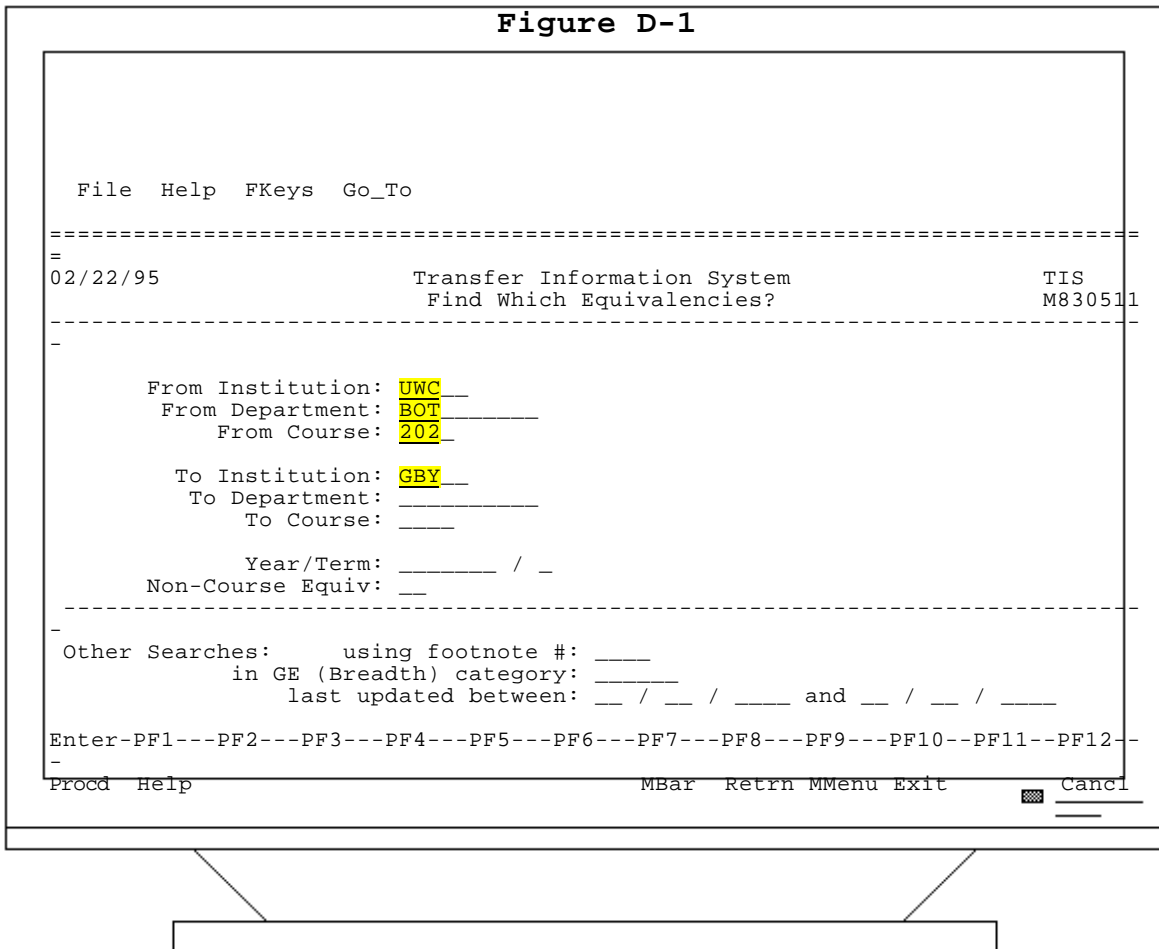 Figure D-1
File  Help  FKeys  Go_To
==============================================================================
=
02/22/95                  Transfer Information System                  TIS
Find Which Equivalencies?                   M830511
------------------------------------------------------------------------------
-
From Institution: UWC__
From Department: BOT_______
From Course: 202_
To Institution: GBY__
To Department: __________
To Course: ____
Year/Term: _______ / _
Non-Course Equiv: __
-----------------------------------------------------------------------------
-
Other Searches:     using footnote #: ____
in GE (Breadth) category: ______
last updated between: __ / __ / ____ and __ / __ / ____
Enter-PF1---PF2---PF3---PF4---PF5---PF6---PF7---PF8---PF9---PF10--PF11--PF12--
-
Procd  Help                                MBar  Retrn MMenu Exit        Cancl